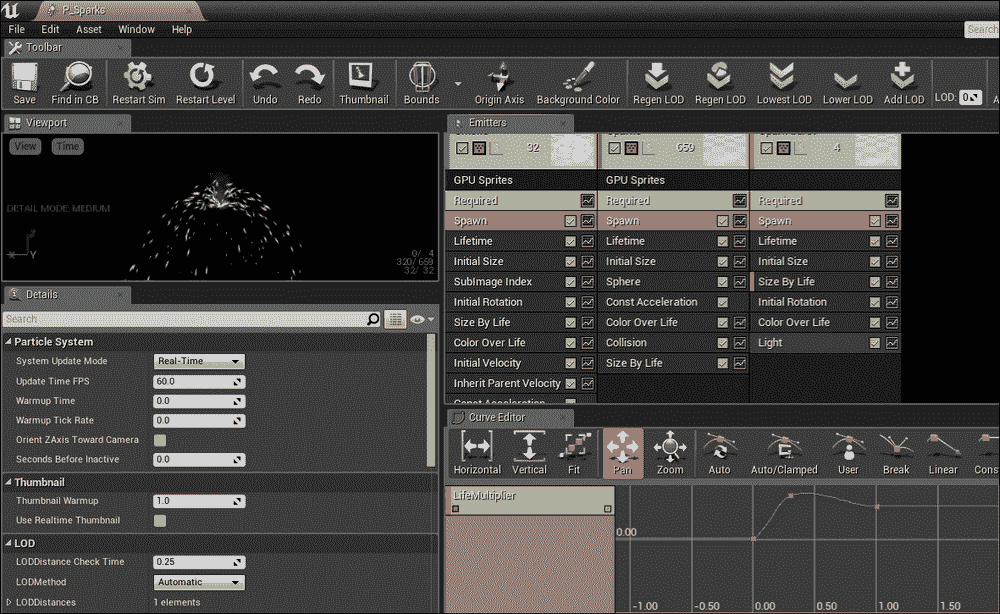 P_Sparks
File Edit Asset Window Help
Search
Toolbar
Save Find in CB Restart Sim Restart Level Undo Redo Thumbnail Bounds Origin Axis Background Color Regen LOD Regen LOD Lowest LOD Lower LOD Add LOD LOD: 0
Viewport
View Time
DETAIL MODE: MEDIUM
Y
0/ 4
320/659
32/ 32
Details
Search
Particle System
System Update Mode Real-Time
Update Time FPS 60.0
Warmup Time 0.0
Warmup Tick Rate 0.0
Orient ZAxis Toward Camera
Seconds Before Inactive 0.0
Thumbnail
Thumbnail Warmup 1.0
Use Realtime Thumbnail
LOD
LODDistance Check Time 0.25
LODMethod Automatic
LODDistances 1 elements
Emitters
32 659 4
GPU Sprites GPU Sprites
Required Required Required
Spawn Spawn Spawn
Lifetime Lifetime Lifetime
Initial Size Initial Size Initial Size
SubImage Index Sphere Size By Life
Initial Rotation Const Acceleration Initial Rotation
Size By Life Color Over Life Color Over Life
Color Over Life Collision Light
Initial Velocity Size By Life
Inherit Parent Velocity
Const Acceleration
Curve Editor
Horizontal Vertical Fit Pan Zoom Auto Auto/Clamped User Break Linear Cons
LifeMultiplier
0.00
-1.00 -0.50 0.00 0.50 1.00 1.50